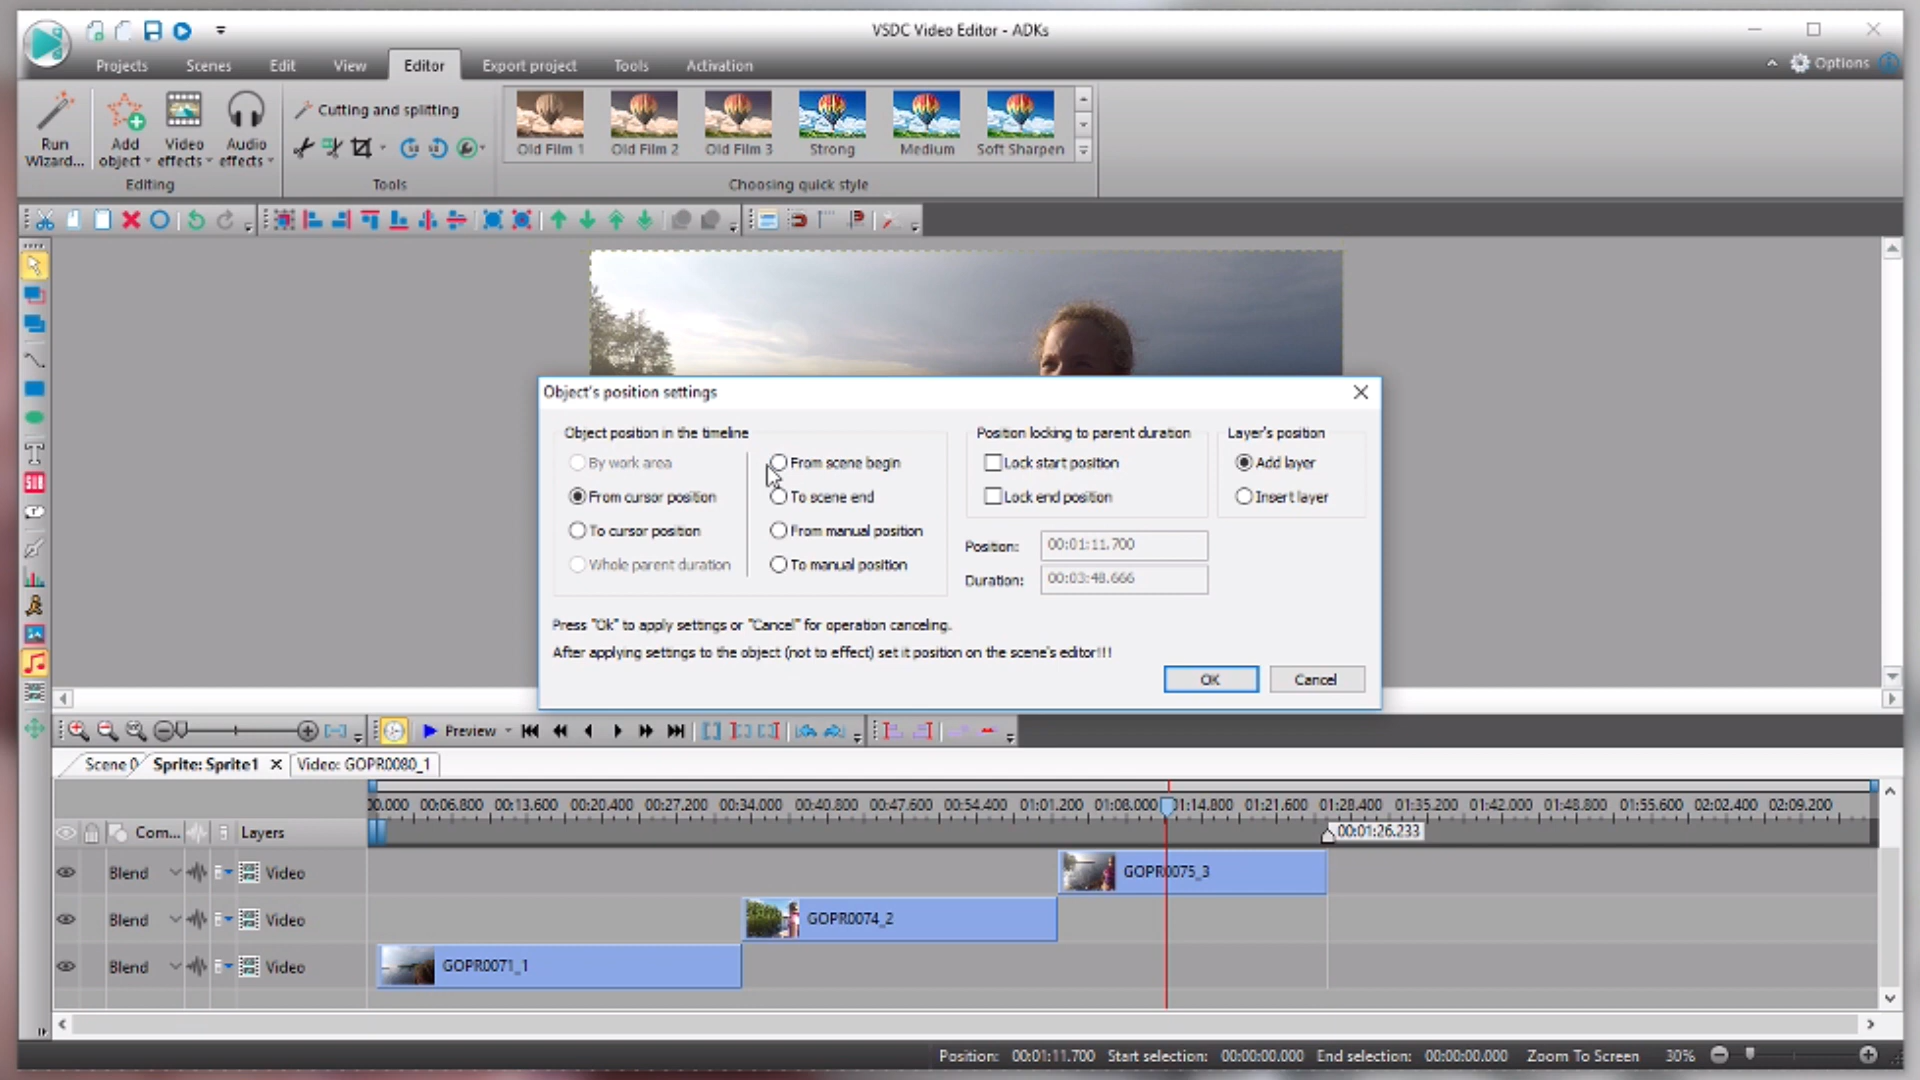 VSDC Video Editor - ADKs
Projects Scenes Edit View Editor Export project Tools Activation Options
Cutting and splitting
Run Wizard... Add object Video effects Audio effects
Old Film 1 Old Film 2 Old Film 3 Strong Medium Soft Sharpen
Editing Tools Choosing quick style
Object's position settings
Object position in the timeline Position locking to parent duration Layer's position
By work area From scene begin Lock start position Add layer
From cursor position To scene end Lock end position Insert layer
To cursor position From manual position Position: 00:01:11.700
Whole parent duration To manual position Duration: 00:03:48.666
Press "Ok" to apply settings or "Cancel" for operation canceling.
After applying settings to the object (not to effect) set it position on the scene's editor!!!
OK Cancel
T
SUB
Preview
Scene 0 Sprite: Sprite1 Video: GOPR0080_1
00.000 00:06.800 00:13.600 00:20.400 00:27.200 00:34.000 00:40.800 00:47.600 00:54.400 01:01.200 01:08.000 01:14.800 01:21.600 01:28.400 01:35.200 01:42.000 01:48.800 01:55.600 02:02.400 02:09.200
Com... Layers 00:01:26.233
Blend Video GOPR0075_3
Blend Video GOPR0074_2
Blend Video GOPR0071_1
Position: 00:01:11.700 Start selection: 00:00:00.000 End selection: 00:00:00.000 Zoom To Screen 30%